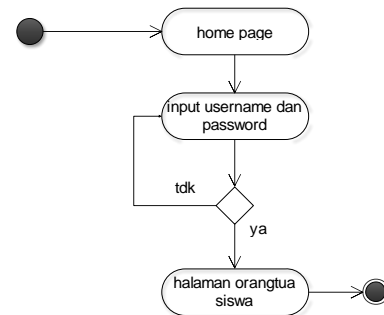 home page
input username dan
password
tdk
ya
halaman orangtua
siswa